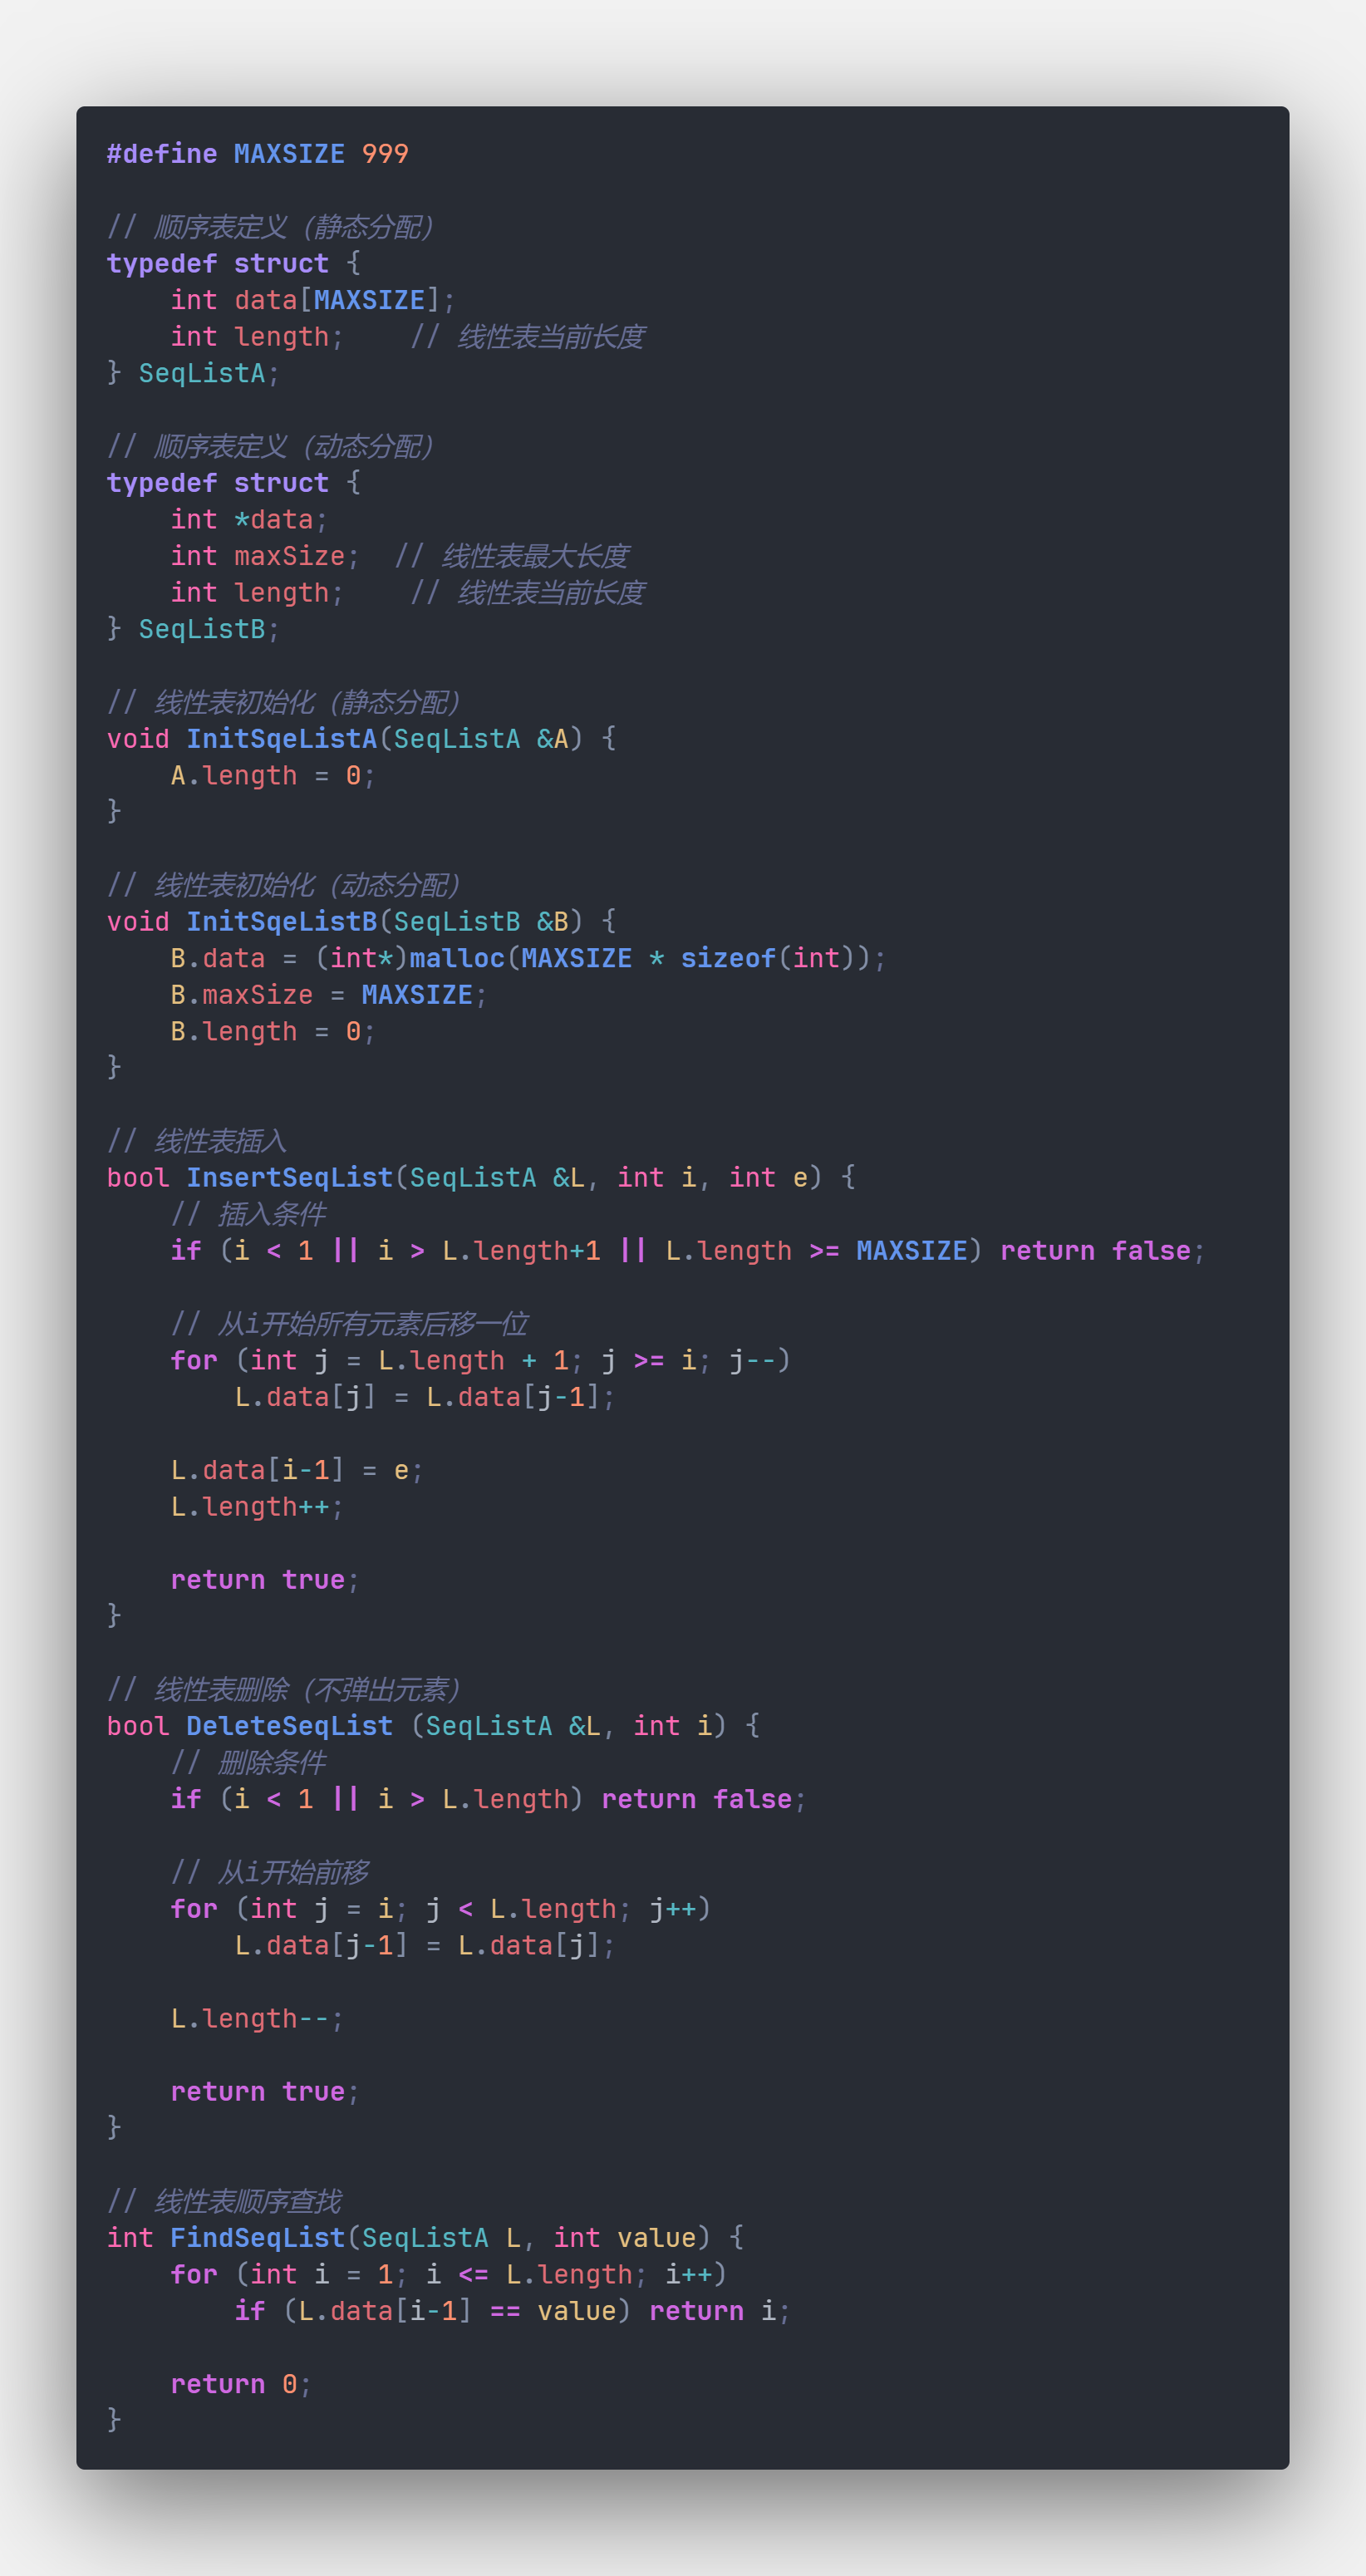 #define MAXSIZE 999
// 顺序表定义（静态分配）
typedef struct {
    int data[MAXSIZE];
    int length;    // 线性表当前长度
} SeqListA;
// 顺序表定义（动态分配）
typedef struct {
    int *data;
    int maxSize;  // 线性表最大长度
    int length;    // 线性表当前长度
} SeqListB;
// 线性表初始化（静态分配）
void InitSqeListA(SeqListA &A) {
    A.length = 0;
}
// 线性表初始化（动态分配）
void InitSqeListB(SeqListB &B) {
    B.data = (int*)malloc(MAXSIZE * sizeof(int));
    B.maxSize = MAXSIZE;
    B.length = 0;
}
// 线性表插入
bool InsertSeqList(SeqListA &L, int i, int e) {
    // 插入条件
    if (i < 1 || i > L.length+1 || L.length >= MAXSIZE) return false;
    // 从i开始所有元素后移一位
    for (int j = L.length + 1; j >= i; j--)
        L.data[j] = L.data[j-1];
    L.data[i-1] = e;
    L.length++;
    return true;
}
// 线性表删除（不弹出元素）
bool DeleteSeqList (SeqListA &L, int i) {
    // 删除条件
    if (i < 1 || i > L.length) return false;
    // 从i开始前移
    for (int j = i; j < L.length; j++)
        L.data[j-1] = L.data[j];
    L.length--;
    return true;
}
// 线性表顺序查找
int FindSeqList(SeqListA L, int value) {
    for (int i = 1; i <= L.length; i++)
        if (L.data[i-1] == value) return i;
    return 0;
}